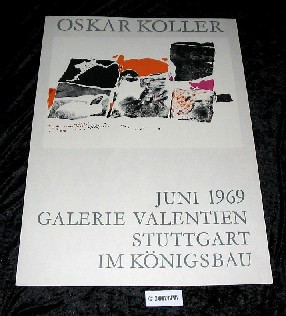 OSKAR KOLLER
JUNI 1969
GALERIE VALENTIEN
STUTTGART
IM KÖNIGSBAU